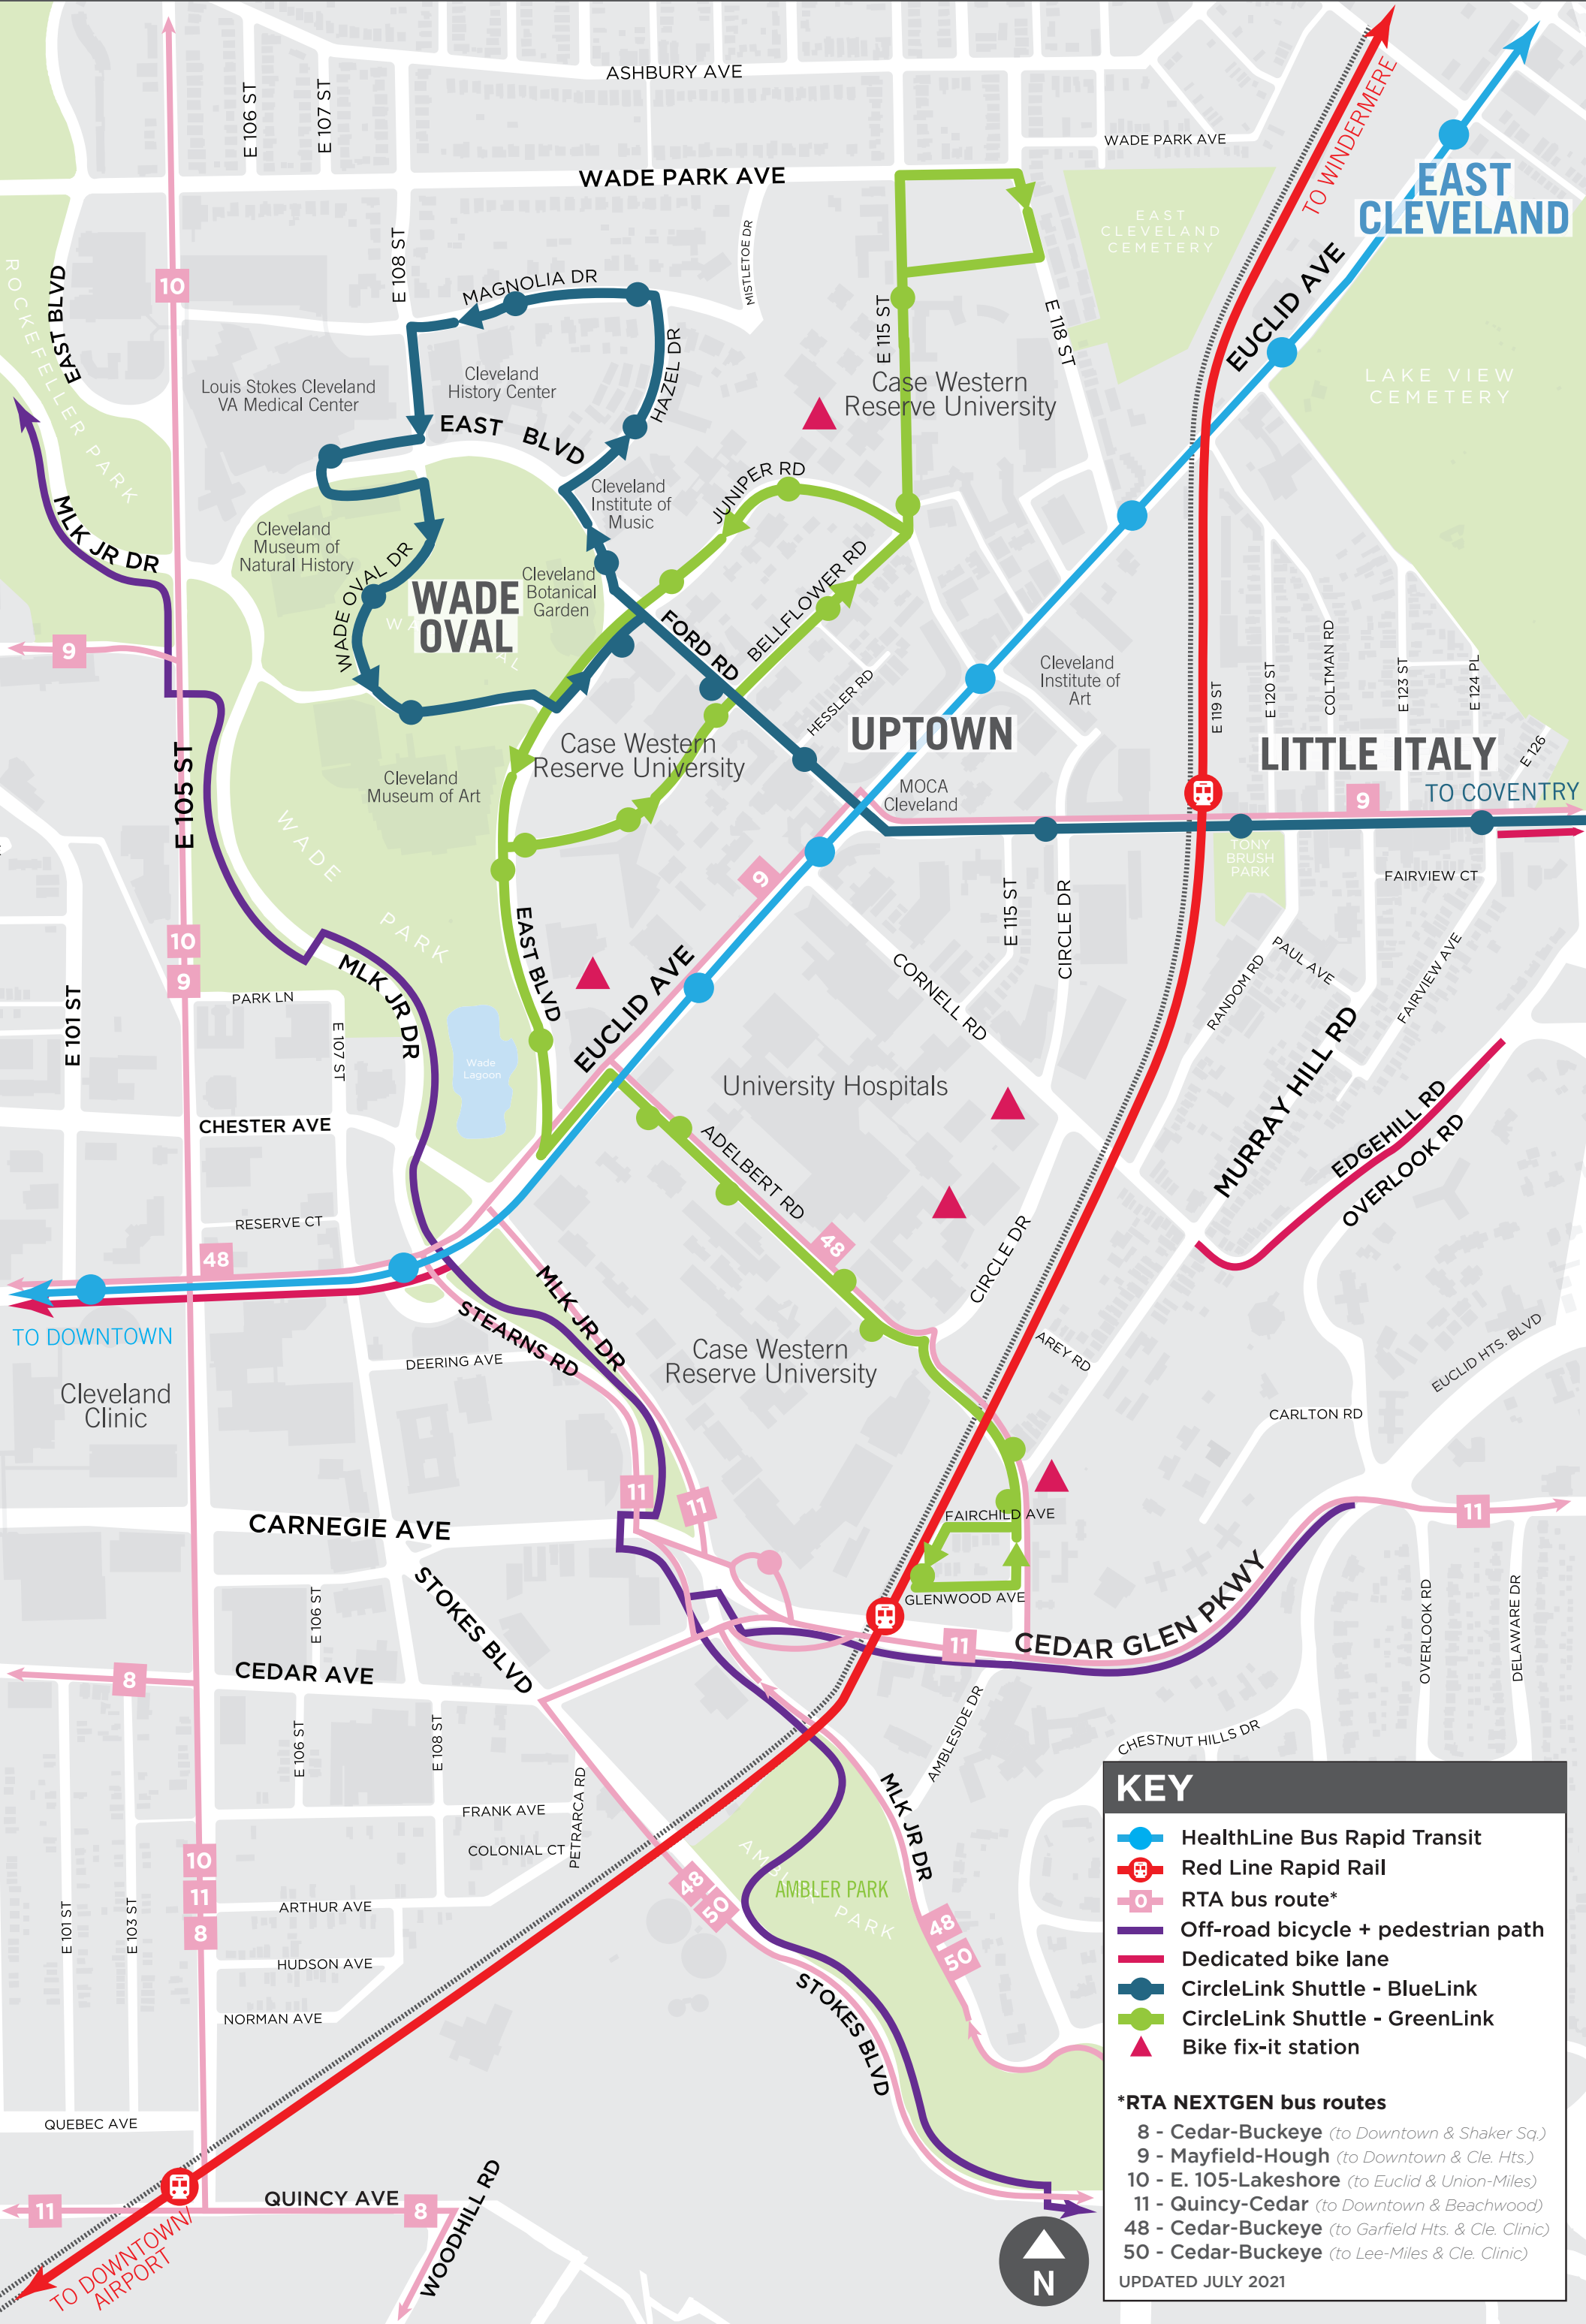 ASHBURY AVE
E 106 ST
E 107 ST
WADE PARK AVE
WADE PARK AVE
TO WINDERMERE
EAST
CLEVELAND
EAST
CLEVELAND
CEMETERY
EUCLID AVE
LAKE VIEW
CEMETERY
ROCKEFELLER PARK
EAST BLVD
10
E 108 ST
MAGNOLIA DR
MISTLETOE DR
HAZEL DR
E 115 ST
E 118 ST
Louis Stokes Cleveland
VA Medical Center
Cleveland
History Center
Case Western
Reserve University
EAST BLVD
JUNIPER RD
Cleveland
Institute of
Music
MLK JR DR
Cleveland
Museum of
Natural History
WADE OVAL DR
WADE
OVAL
Cleveland
Botanical
Garden
FORD RD
BELLFLOWER RD
HESSLER RD
9
Cleveland
Institute of
Art
E 119 ST
E 120 ST
COLTMAN RD
E 123 ST
E 124 PL
E 126
UPTOWN
LITTLE ITALY
Case Western
Reserve University
MOCA
Cleveland
9
TO COVENTRY
E 105 ST
Cleveland
Museum of Art
WADE
PARK
TONY
BRUSH
PARK
FAIRVIEW CT
9
E 115 ST
CIRCLE DR
10
9
EAST BLVD
EUCLID AVE
CORNELL RD
RANDOM RD
PAUL AVE
FAIRVIEW AVE
MURRAY HILL RD
E 101 ST
PARK LN
E 107 ST
MLK JR DR
Wade
Lagoon
University Hospitals
CHESTER AVE
ADELBERT RD
EDGEHILL RD
OVERLOOK RD
RESERVE CT
48
48
CIRCLE DR
TO DOWNTOWN
STEARNS RD
MLK JR DR
DEERING AVE
Case Western
Reserve University
AREY RD
EUCLID HTS. BLVD
Cleveland
Clinic
CARLTON RD
11
11
11
CARNEGIE AVE
FAIRCHILD AVE
GLENWOOD AVE
STOKES BLVD
E 106 ST
11
CEDAR GLEN PKWY
OVERLOOK RD
DELAWARE DR
8
CEDAR AVE
E 106 ST
E 108 ST
AMBLESIDE DR
CHESTNUT HILLS DR
PETRARCA RD
FRANK AVE
COLONIAL CT
MLK JR DR
AMBLER PARK
10
11
8
48
50
48
50
E 101 ST
E 103 ST
ARTHUR AVE
HUDSON AVE
NORMAN AVE
STOKES BLVD
QUEBEC AVE
11
QUINCY AVE
8
WOODHILL RD
TO DOWNTOWN/
AIRPORT
N
KEY
HealthLine Bus Rapid Transit
Red Line Rapid Rail
0
RTA bus route*
Off-road bicycle + pedestrian path
Dedicated bike lane
CircleLink Shuttle - BlueLink
CircleLink Shuttle - GreenLink
Bike fix-it station
*RTA NEXTGEN bus routes
8 - Cedar-Buckeye (to Downtown & Shaker Sq.)
9 - Mayfield-Hough (to Downtown & Cle. Hts.)
10 - E. 105-Lakeshore (to Euclid & Union-Miles)
11 - Quincy-Cedar (to Downtown & Beachwood)
48 - Cedar-Buckeye (to Garfield Hts. & Cle. Clinic)
50 - Cedar-Buckeye (to Lee-Miles & Cle. Clinic)
UPDATED JULY 2021